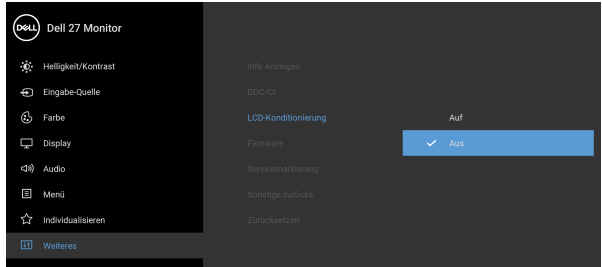 DELL Dell 27 Monitor
Helligkeit/Kontrast
Info Anzeigen
Eingabe-Quelle
DDC/CI
Farbe
LCD-Konditionierung
Auf
Display
Firmware
Aus
Audio
Servicemarkierung
Menü
Sonstige zurücks.
Individualisieren
Zurücksetzen
Weiteres